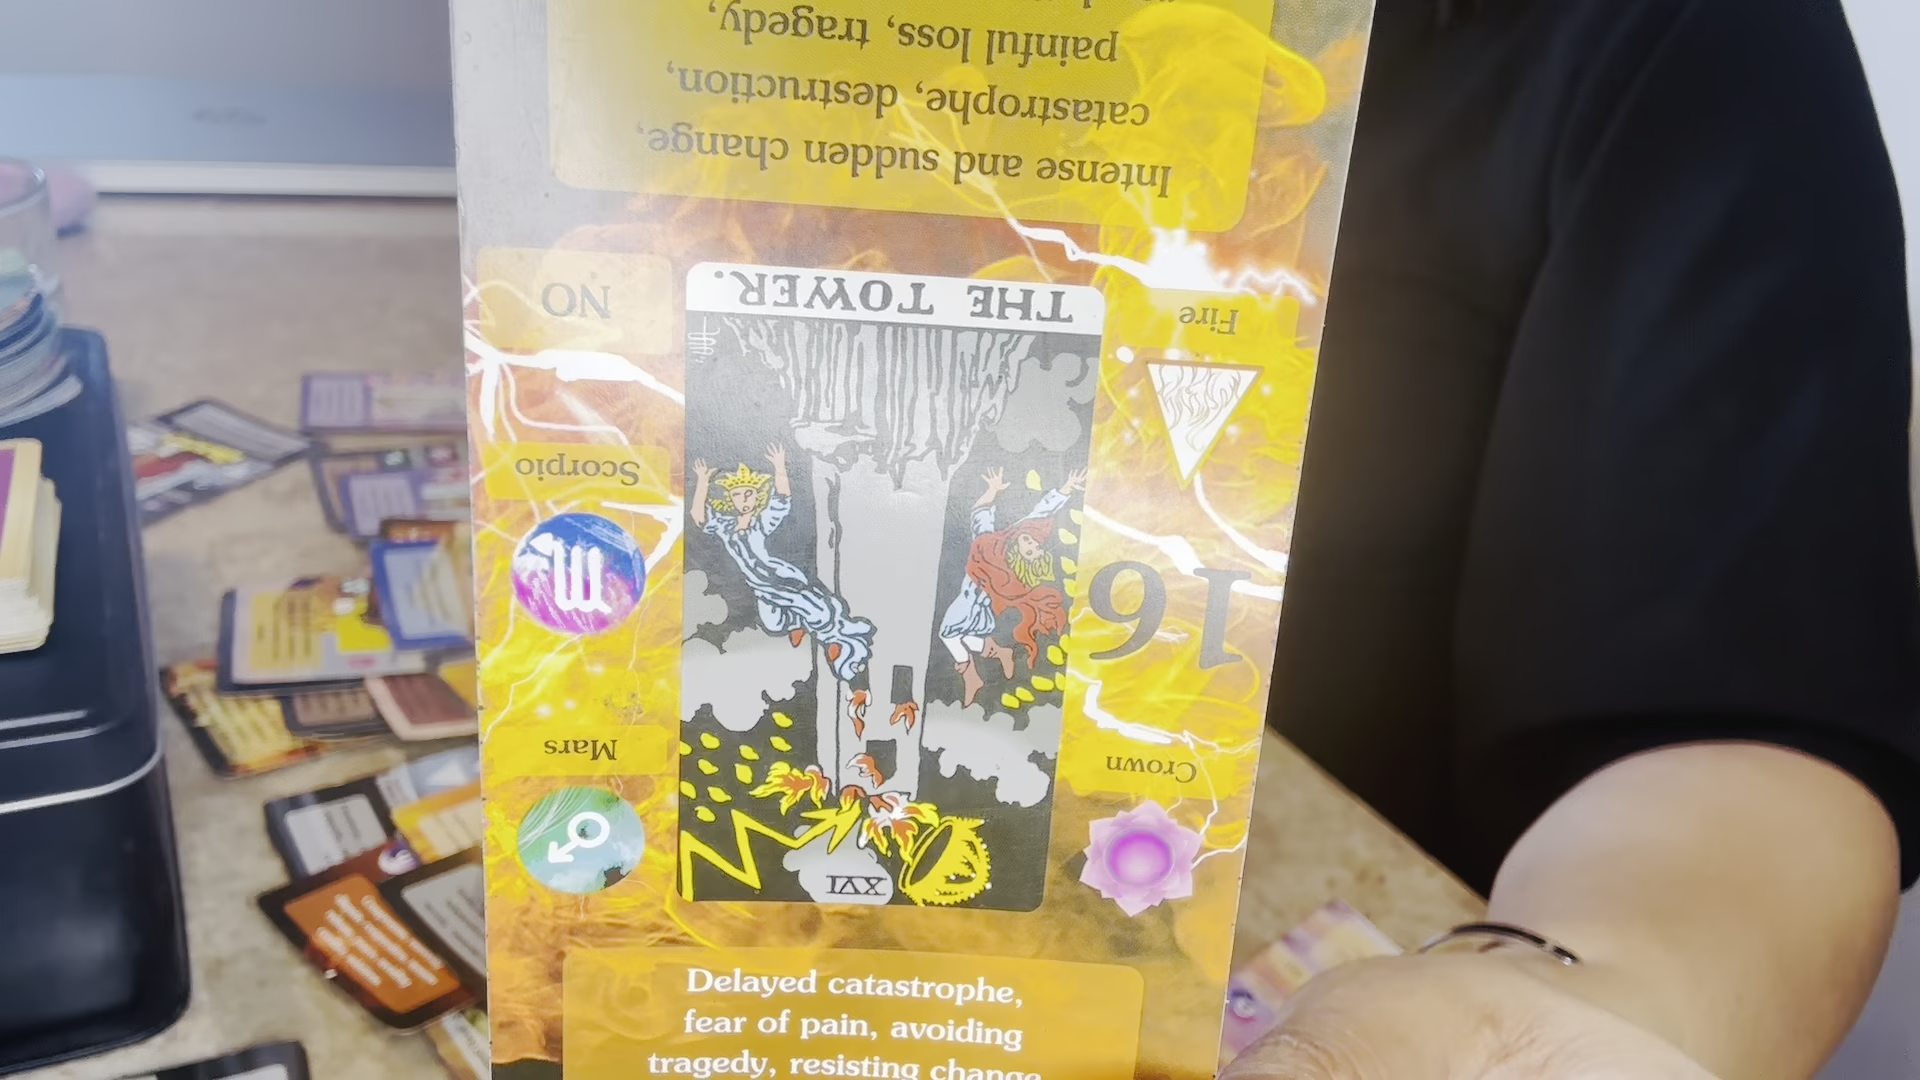 painful loss, tragedy,
catastrophe, destruction,
Intense and sudden change,
NO
THE TOWER.
Fire
Scorpio
16
Mars
Crown
XVI
Delayed catastrophe,
fear of pain, avoiding
tragedy, resisting change